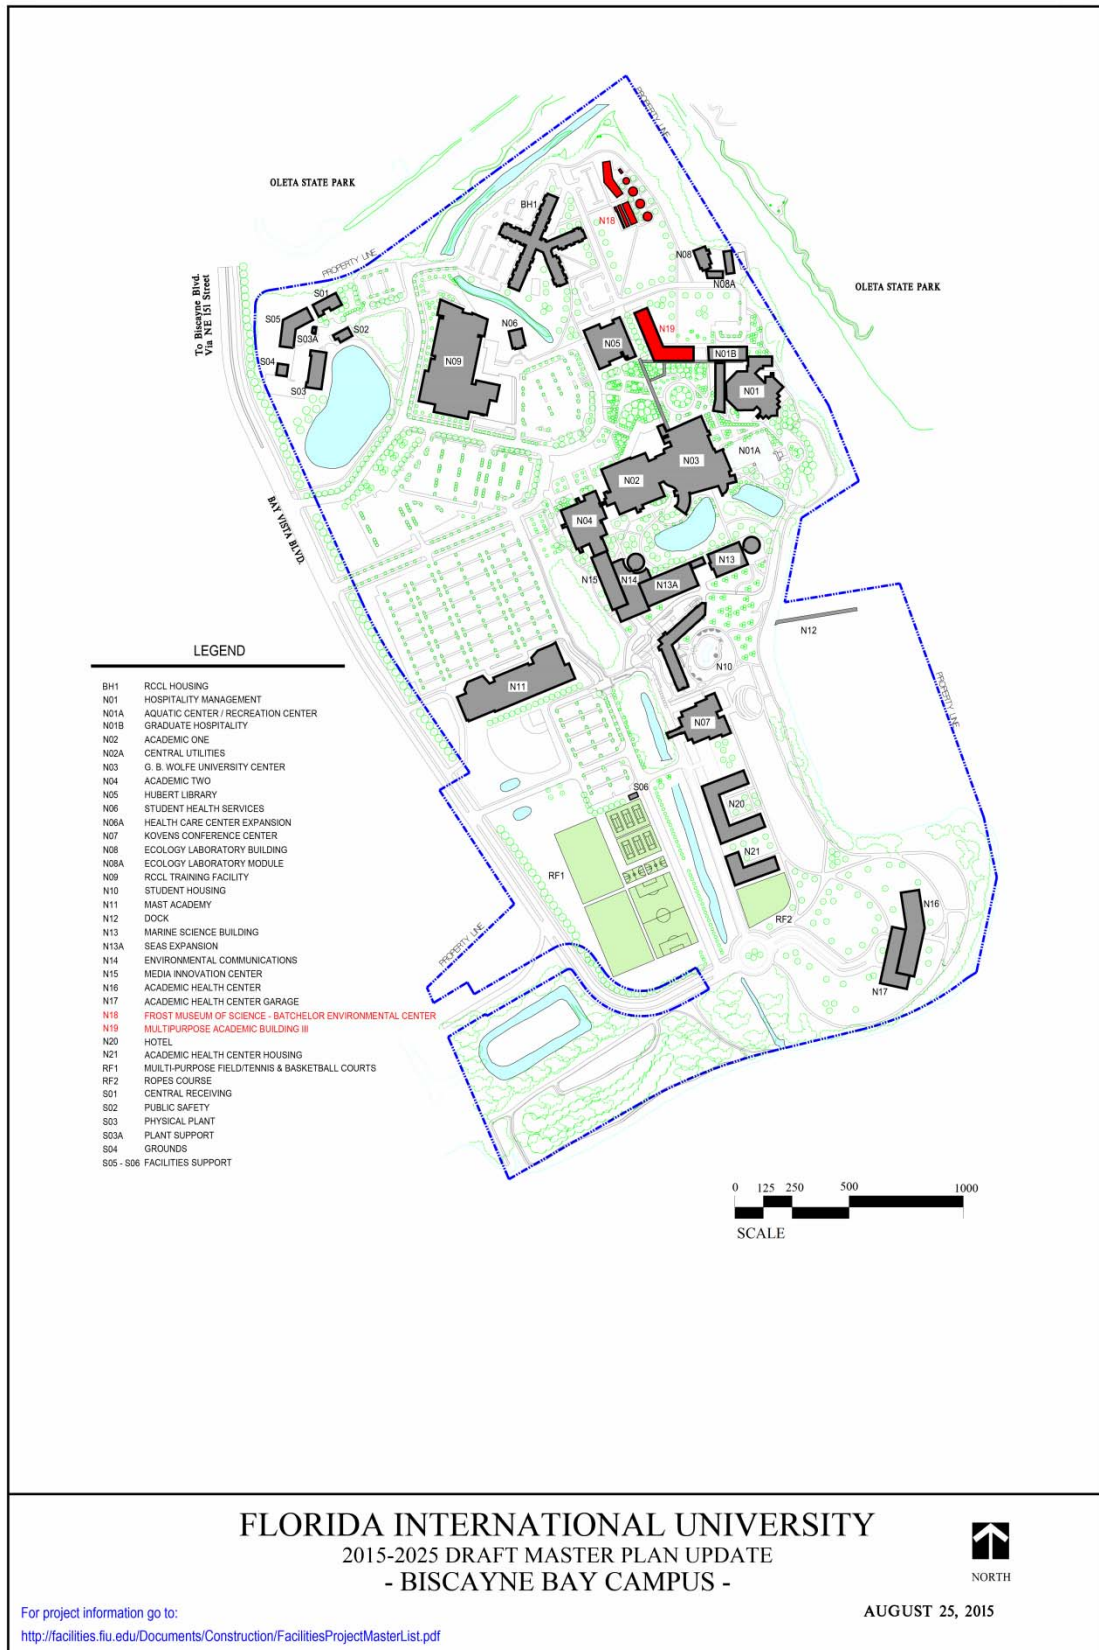 PROPERTY LINE
OLETA STATE PARK
BH1
N18
N08
N08A
OLETA STATE PARK
PROPERTY LINE
To Biscayne Blvd.
Via NE 151 Street
S01
S05
S03A
S02
S04
S03
N06
N05
N19
N09
N01B
N01
N03
N01A
N02
N04
BAY VISTA BLVD.
N15
N14
N13A
N13
N12
N10
N11
N07
PROPERTY LINE
S06
N20
N21
RF1
RF2
N16
N17
PROPERTY LINE
LEGEND
BH1 RCCL HOUSING
N01 HOSPITALITY MANAGEMENT
N01A AQUATIC CENTER / RECREATION CENTER
N01B GRADUATE HOSPITALITY
N02 ACADEMIC ONE
N02A CENTRAL UTILITIES
N03 G. B. WOLFE UNIVERSITY CENTER
N04 ACADEMIC TWO
N05 HUBERT LIBRARY
N06 STUDENT HEALTH SERVICES
N06A HEALTH CARE CENTER EXPANSION
N07 KOVENS CONFERENCE CENTER
N08 ECOLOGY LABORATORY BUILDING
N08A ECOLOGY LABORATORY MODULE
N09 RCCL TRAINING FACILITY
N10 STUDENT HOUSING
N11 MAST ACADEMY
N12 DOCK
N13 MARINE SCIENCE BUILDING
N13A SEAS EXPANSION
N14 ENVIRONMENTAL COMMUNICATIONS
N15 MEDIA INNOVATION CENTER
N16 ACADEMIC HEALTH CENTER
N17 ACADEMIC HEALTH CENTER GARAGE
N18 FROST MUSEUM OF SCIENCE - BATCHELOR ENVIRONMENTAL CENTER
N19 MULTIPURPOSE ACADEMIC BUILDING III
N20 HOTEL
N21 ACADEMIC HEALTH CENTER HOUSING
RF1 MULTI-PURPOSE FIELD/TENNIS & BASKETBALL COURTS
RF2 ROPES COURSE
S01 CENTRAL RECEIVING
S02 PUBLIC SAFETY
S03 PHYSICAL PLANT
S03A PLANT SUPPORT
S04 GROUNDS
S05 - S06 FACILITIES SUPPORT
0 125 250 500 1000
SCALE
FLORIDA INTERNATIONAL UNIVERSITY
2015-2025 DRAFT MASTER PLAN UPDATE
- BISCAYNE BAY CAMPUS -
NORTH
AUGUST 25, 2015
For project information go to:
http://facilities.fiu.edu/Documents/Construction/FacilitiesProjectMasterList.pdf